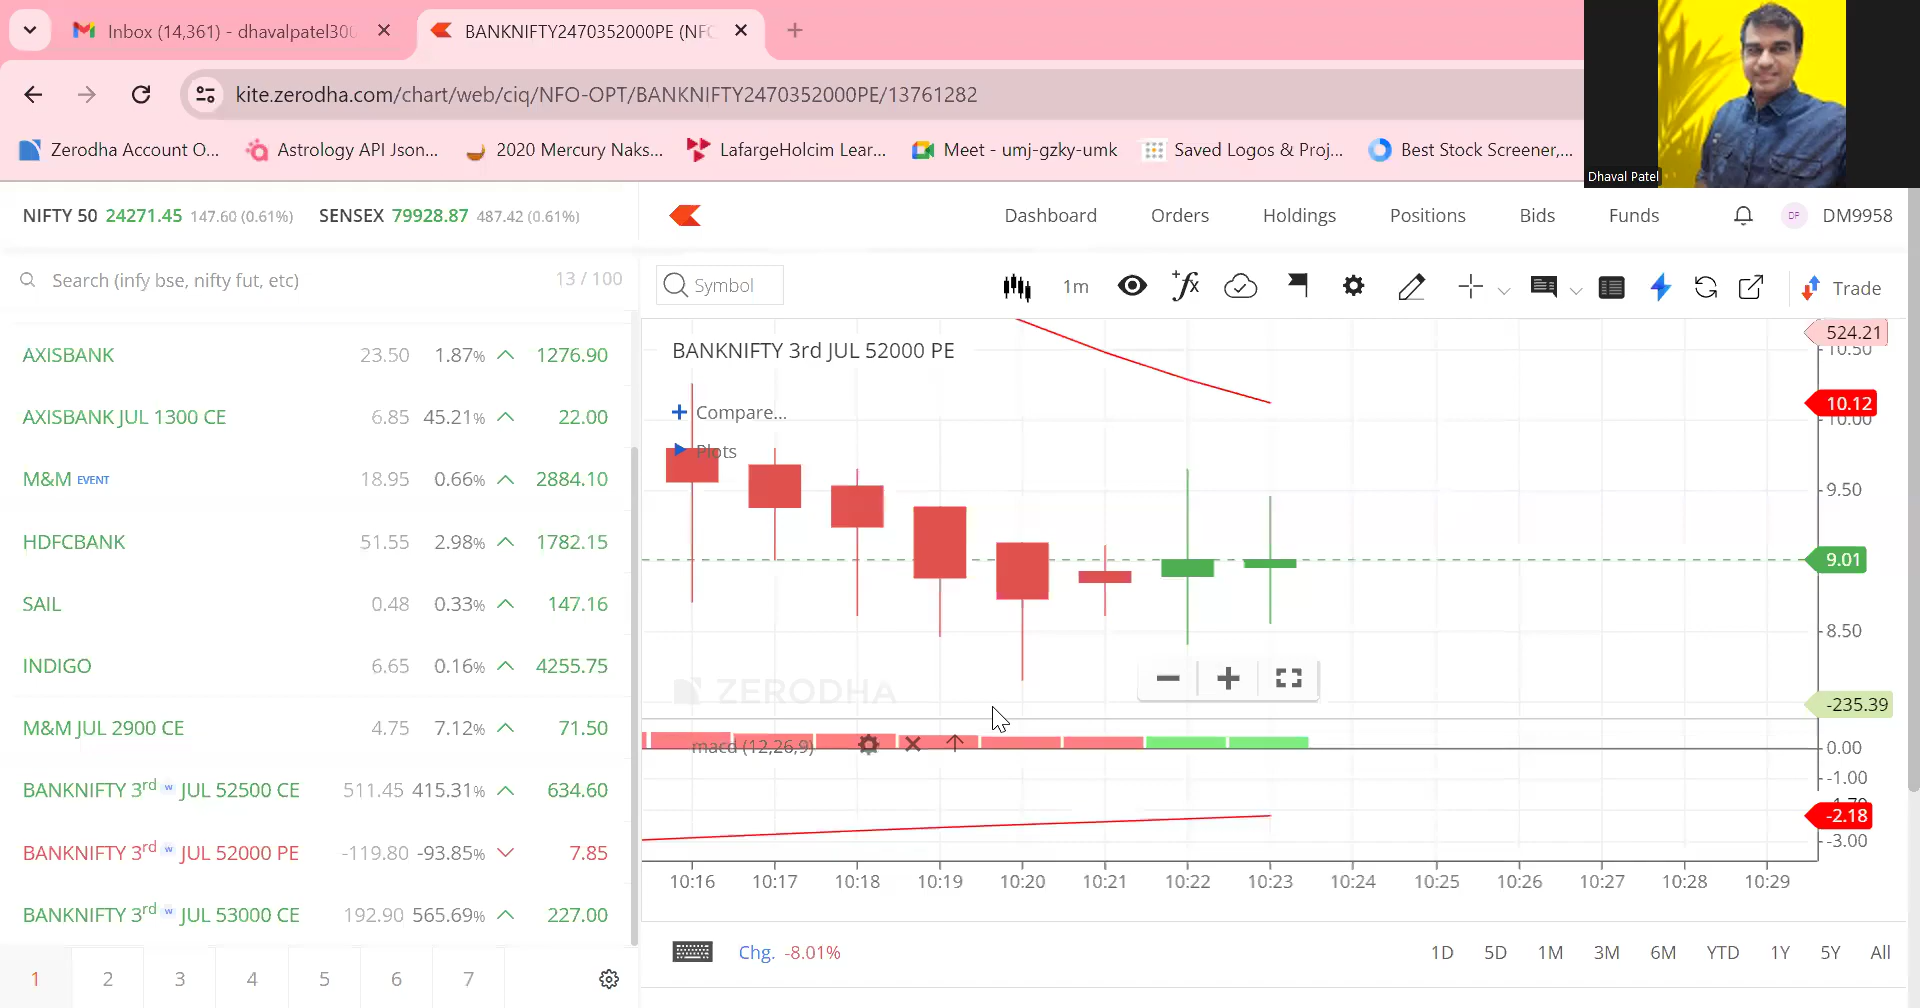 Inbox (14,361) - dhavalpatel300
BANKNIFTY2470352000PE (NFO
kite.zerodha.com/chart/web/ciq/NFO-OPT/BANKNIFTY2470352000PE/13761282
Zerodha Account O... Astrology API Json... 2020 Mercury Naks... LafargeHolcim Lear... Meet - umj-gzky-umk Saved Logos & Proj... Best Stock Screener,...
Dhaval Patel
NIFTY 50 24271.45 147.60 (0.61%) SENSEX 79928.87 487.42 (0.61%)
Dashboard Orders Holdings Positions Bids Funds DP DM9958
Search (infy bse, nifty fut, etc) 13 / 100
Symbol 1m Trade
AXISBANK 23.50 1.87% 1276.90
AXISBANK JUL 1300 CE 6.85 45.21% 22.00
M&M EVENT 18.95 0.66% 2884.10
HDFCBANK 51.55 2.98% 1782.15
SAIL 0.48 0.33% 147.16
INDIGO 6.65 0.16% 4255.75
M&M JUL 2900 CE 4.75 7.12% 71.50
BANKNIFTY 3rd w JUL 52500 CE 511.45 415.31% 634.60
BANKNIFTY 3rd w JUL 52000 PE -119.80 -93.85% 7.85
BANKNIFTY 3rd w JUL 53000 CE 192.90 565.69% 227.00
1 2 3 4 5 6 7
BANKNIFTY 3rd JUL 52000 PE
Compare...
Plots
ZERODHA
macd (12,26,9)
524.21
10.50
10.12
10.00
9.50
9.01
8.50
-235.39
0.00
-1.00
-2.18
-3.00
10:16 10:17 10:18 10:19 10:20 10:21 10:22 10:23 10:24 10:25 10:26 10:27 10:28 10:29
Chg. -8.01% 1D 5D 1M 3M 6M YTD 1Y 5Y All